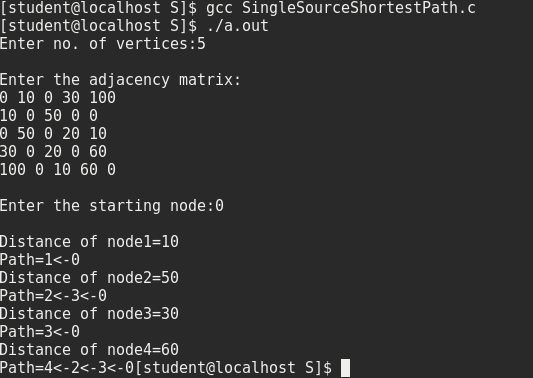 [student@localhost S]$ gcc SingleSourceShortestPath.c
[student@localhost S]$ ./a.out
Enter no. of vertices:5
Enter the adjacency matrix:
0 10 0 30 100
10 0 50 0 0
0 50 0 20 10
30 0 20 0 60
100 0 10 60 0
Enter the starting node:0
Distance of node1=10
Path=1<-0
Distance of node2=50
Path=2<-3<-0
Distance of node3=30
Path=3<-0
Distance of node4=60
Path=4<-2<-3<-0[student@localhost S]$